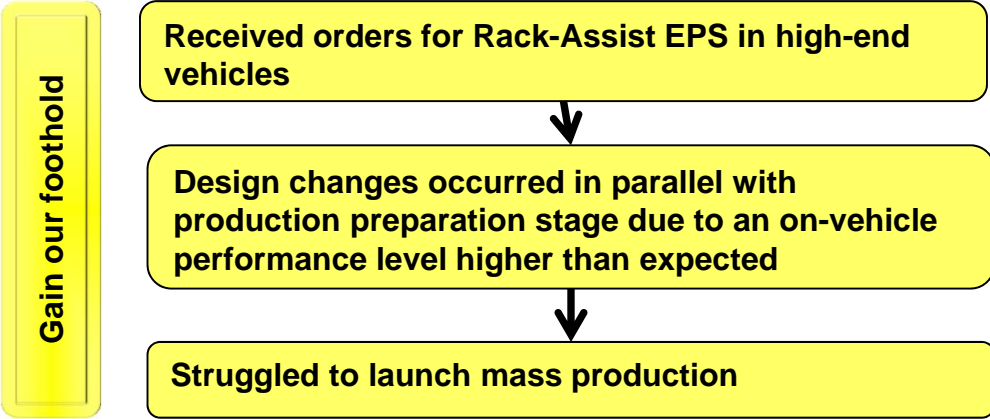 Gain our foothold
Received orders for Rack-Assist EPS in high-end
vehicles
Design changes occurred in parallel with
production preparation stage due to an on-vehicle
performance level higher than expected
Struggled to launch mass production